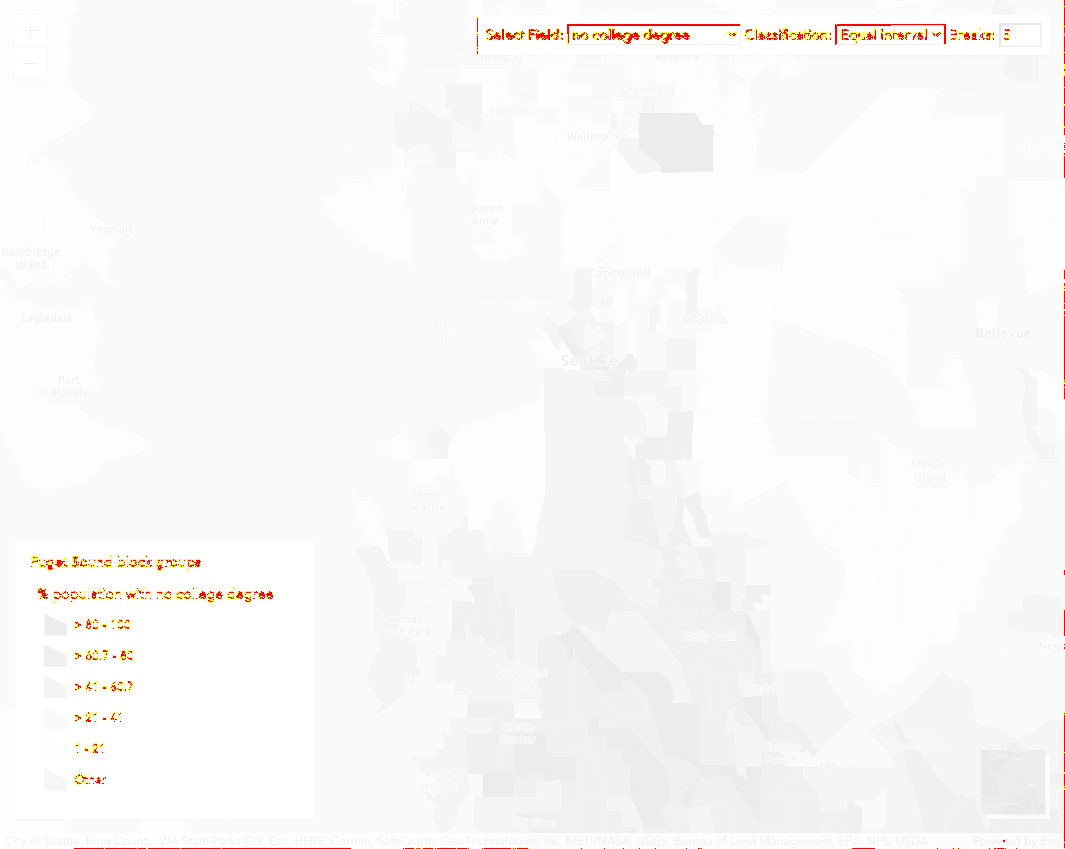 Select Field: no college degree Classification: Equal Interval Breaks: 5
Phinney
Ravenna
University
Fremont
Wallingford
Queen
Anne
Yeomalt
Bainbridge
Island
Capitol Hill
Eagledale
Madrona
Bellevue
Seattle
Port
Blakely
Mercer
Island
West
Seattle
Puget Sound block groups
% population with no college degree
> 80 - 100
> 60.7 - 80
> 41 - 60.7
> 21 - 41
1 - 21
Other
New
City of Seattle, King County, WA State Parks GIS, Esri, HERE, Garmin, SafeGraph, GeoTechnologies, Inc, METI/NASA, USGS, Bureau of Land Management, EPA, NPS, USDA
Powered by Esri